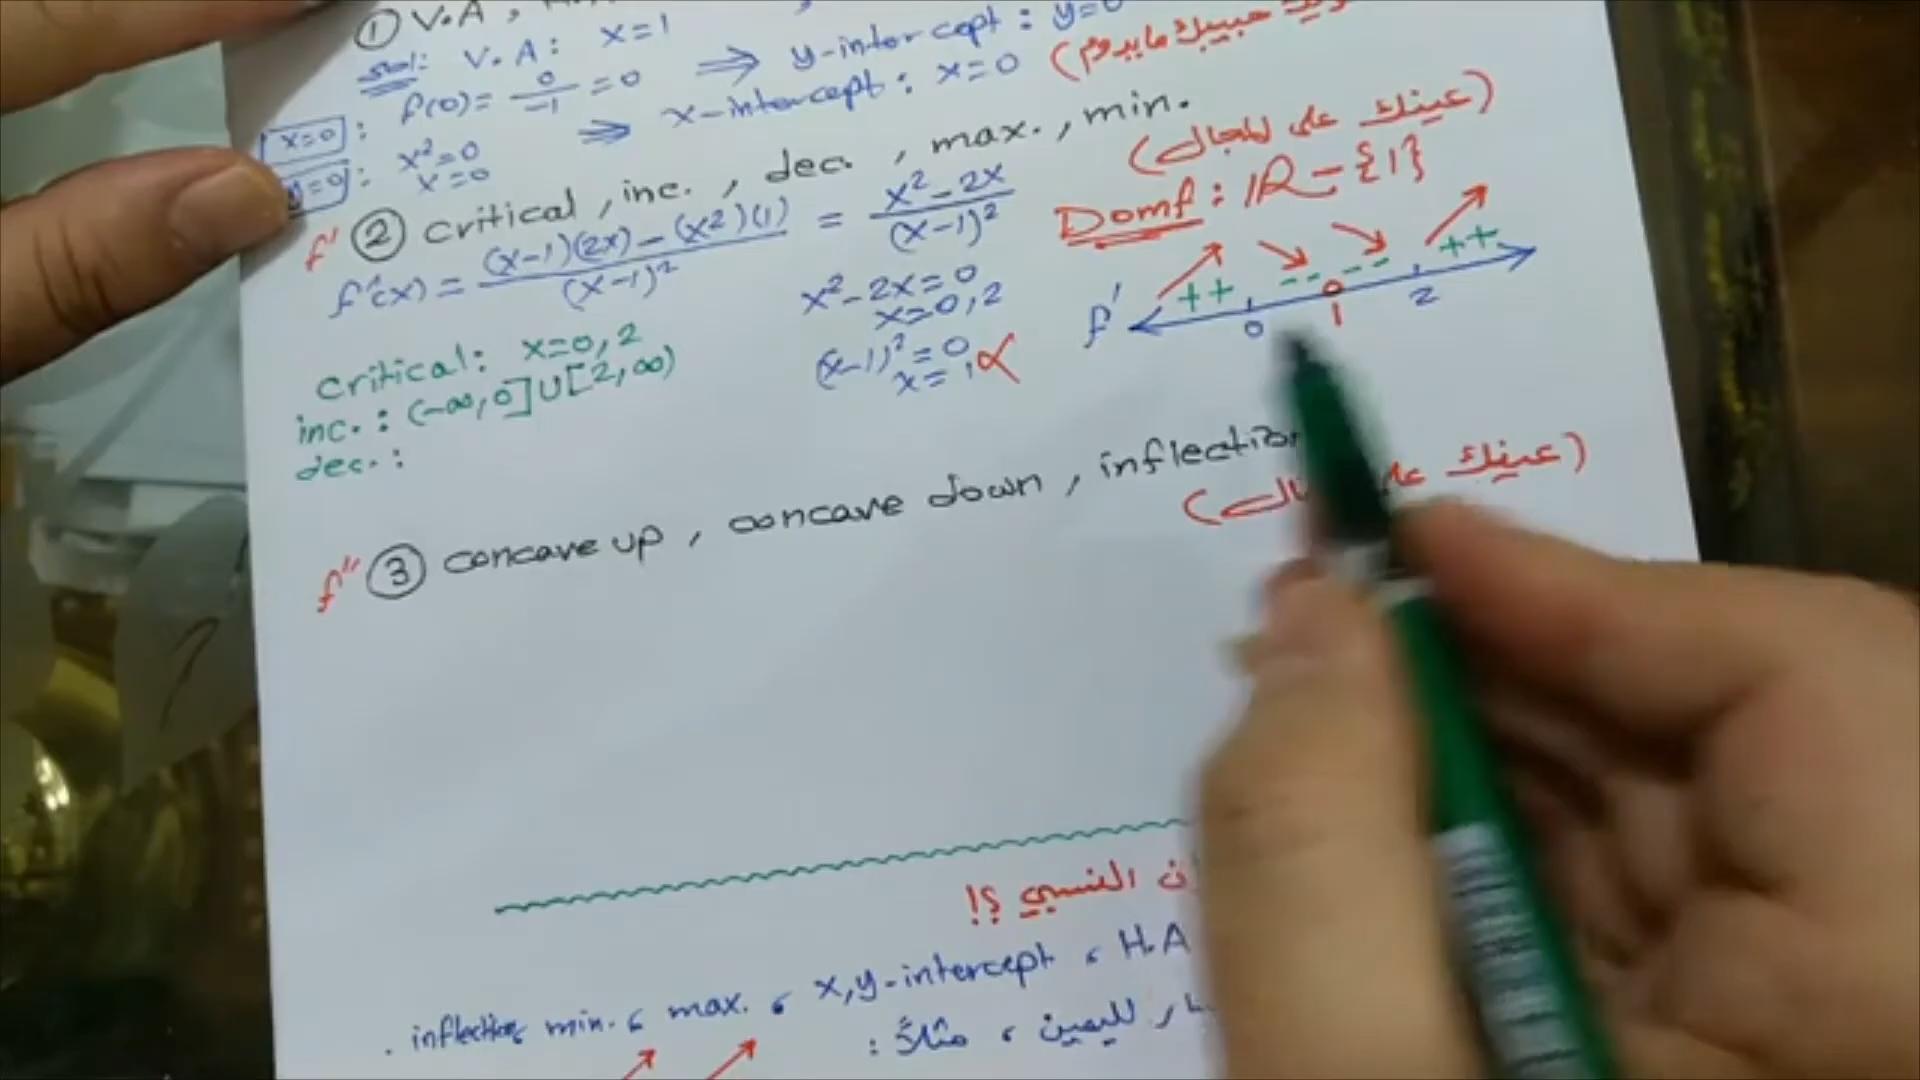 ① V.A ,
sol: V.A: x=1
x=0 : f(0)= 0/-1 =0 ⇒ y-intercept : y=0
y=0 : x²=0 ⇒ x-intercept : x=0
x=0
f' ② critical , inc. , dec. , max. , min.
(عينك على المجال)
f'(x) = (x-1)(2x) - (x²)(1) / (x-1)² = x²-2x / (x-1)²
Domf : IR - {1}
x²-2x=0
x=0,2
(x-1)²=0
x=1
f' ++ -- -- ++
0 1 2
critical: x=0,2
inc. : (-∞,0]U[2,∞)
dec. :
f'' ③ concave up , concave down , inflection
(عينك
النسبي ؟!
inflection, min. ، max. ، x,y-intercept ، H.A
لليمين ، مثلاً :